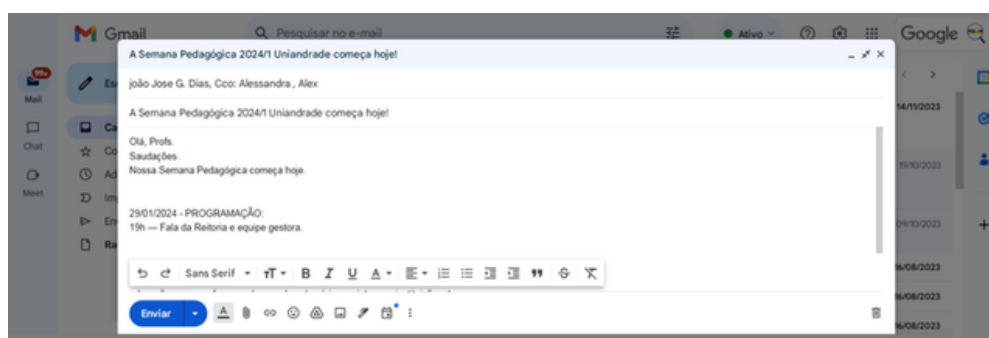 Gmail
Pesquisar no e-mail
Ativo
Google
99+
Mail
Chat
Meet
A Semana Pedagógica 2024/1 Uniandrade começa hoje!
joão Jose G. Dias, Cco: Alessandra , Alex
A Semana Pedagógica 2024/1 Uniandrade começa hoje!
Olá, Profs.
Saudações.
Nossa Semana Pedagógica começa hoje.
29/01/2024 - PROGRAMAÇÃO:
19h — Fala da Reitoria e equipe gestora.
Sans Serif
Enviar
14/11/2023
19/10/2023
09/10/2023
16/08/2023
16/08/2023
16/08/2023